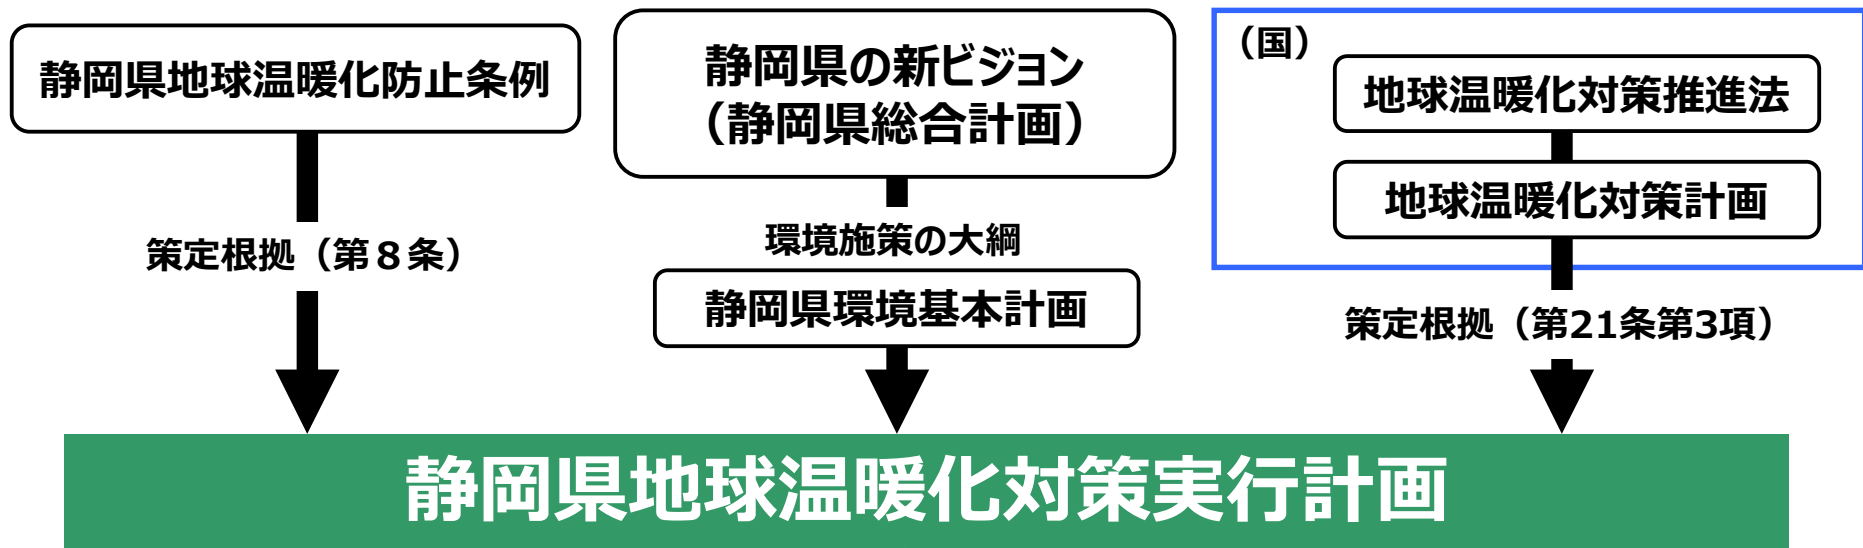 静岡県地球温暖化防止条例
策定根拠（第８条）
静岡県の新ビジョン
（静岡県総合計画）
環境施策の大綱
静岡県環境基本計画
（国）
地球温暖化対策推進法
地球温暖化対策計画
策定根拠（第21条第3項）
静岡県地球温暖化対策実行計画